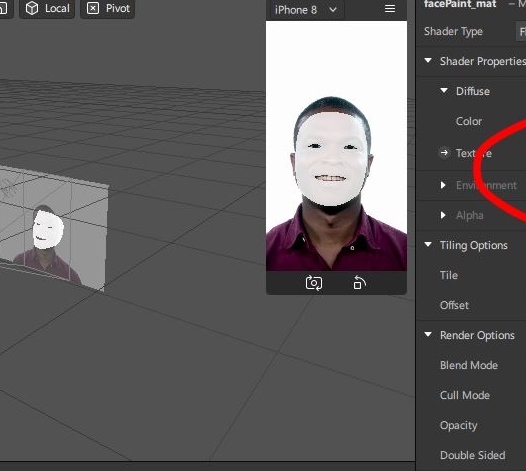 Local
Pivot
iPhone 8
facePaint_mat
Shader Type
Shader Properties
Diffuse
Color
Texture
Environment
Alpha
Tiling Options
Tile
Offset
Render Options
Blend Mode
Cull Mode
Opacity
Double Sided